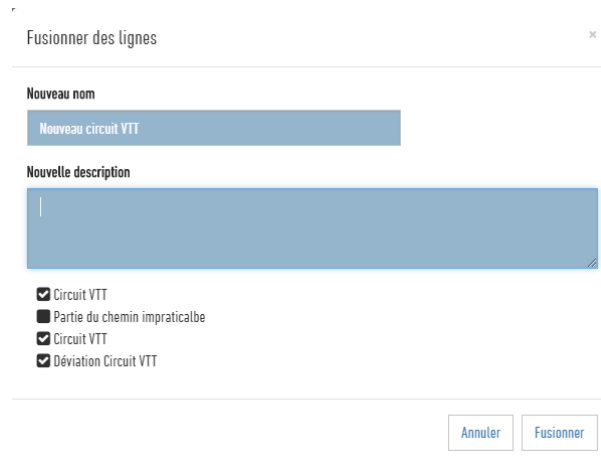 Fusionner des lignes
×
Nouveau nom
Nouveau circuit VTT
Nouvelle description
Circuit VTT
Partie du chemin impraticalbe
Circuit VTT
Déviation Circuit VTT
Annuler
Fusionner